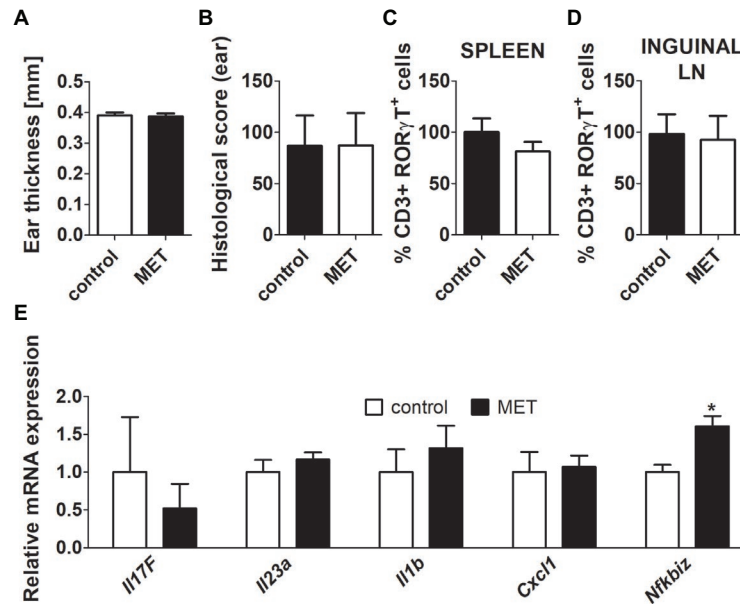 A
Ear thickness [mm]
0.5
0.4
0.3
0.2
0.1
0.0
control
MET
B
Histological score (ear)
150
100
50
0
control
MET
C
SPLEEN
% CD3+ RORγT+ cells
150
100
50
0
control
MET
D
INGUINAL
LN
% CD3+ RORγT+ cells
150
100
50
0
control
MET
E
Relative mRNA expression
2.0
1.5
1.0
0.5
0.0
control
MET
*
Il17F
Il23a
Il1b
Cxcl1
Nfkbiz